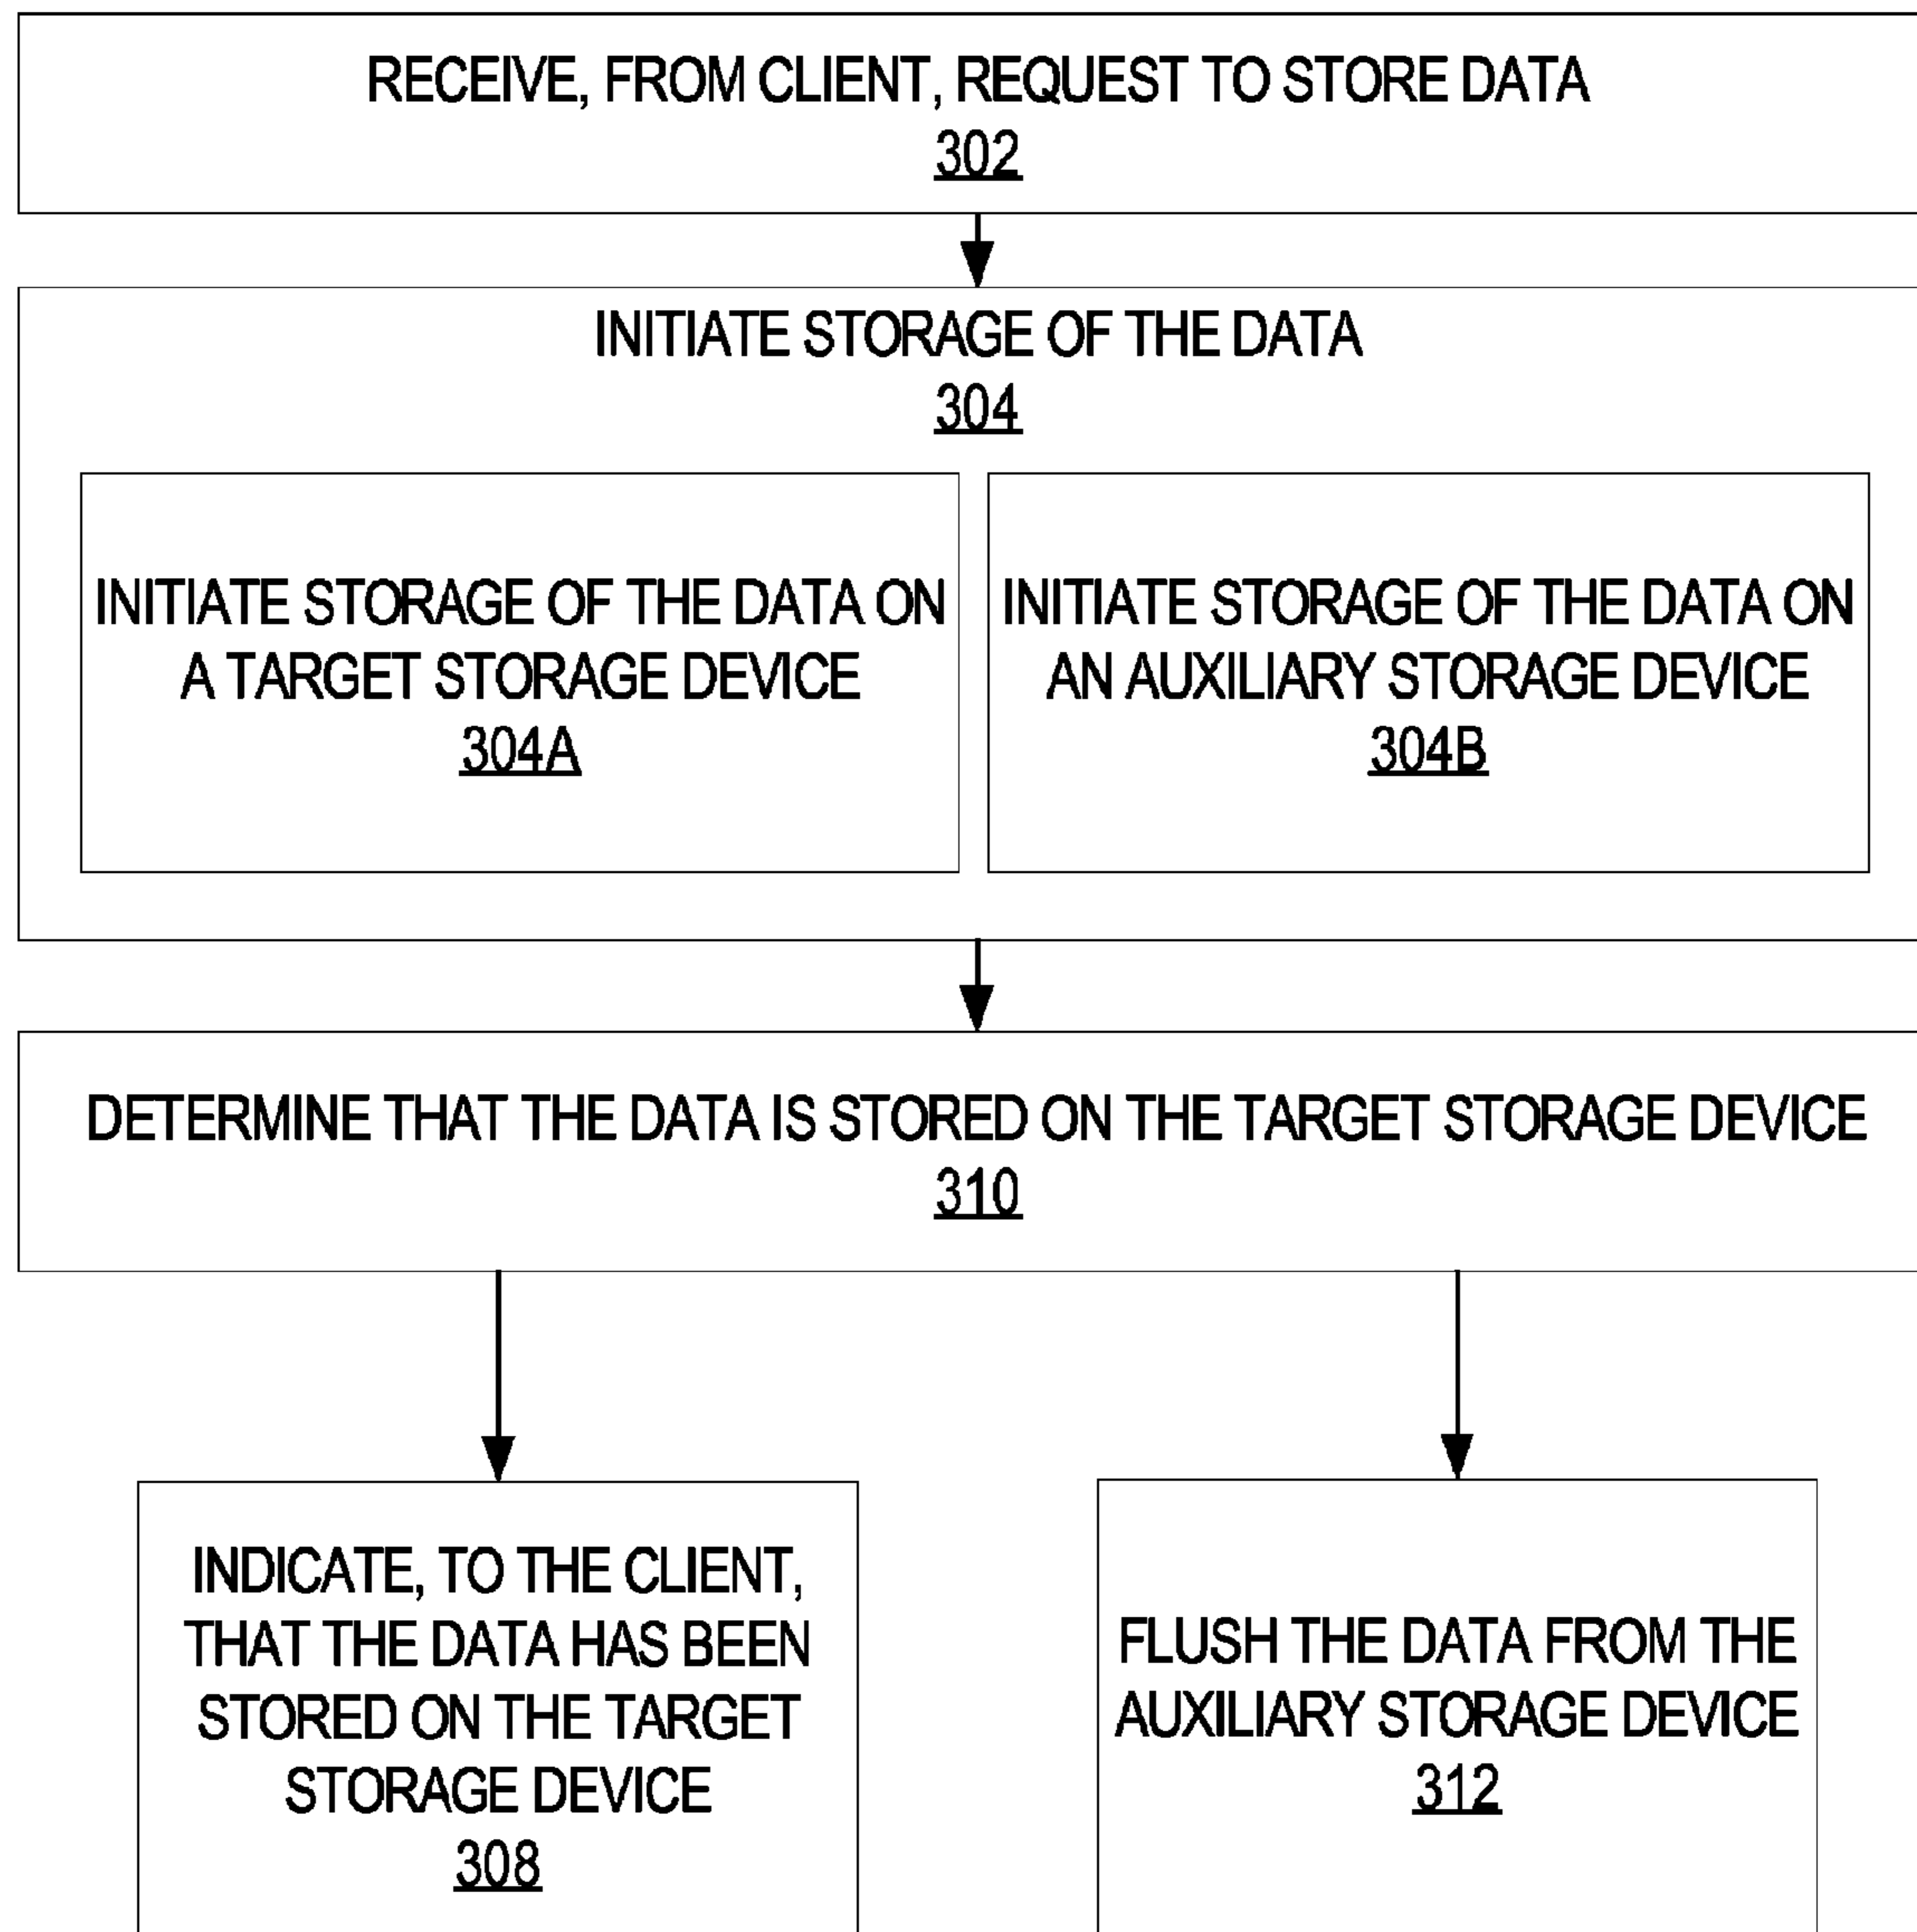 RECEIVE, FROM CLIENT, REQUEST TO STORE DATA
302
INITIATE STORAGE OF THE DATA
304
INITIATE STORAGE OF THE DATA ON
A TARGET STORAGE DEVICE
304A
INITIATE STORAGE OF THE DATA ON
AN AUXILIARY STORAGE DEVICE
304B
DETERMINE THAT THE DATA IS STORED ON THE TARGET STORAGE DEVICE
310
INDICATE, TO THE CLIENT,
THAT THE DATA HAS BEEN
STORED ON THE TARGET
STORAGE DEVICE
308
FLUSH THE DATA FROM THE
AUXILIARY STORAGE DEVICE
312